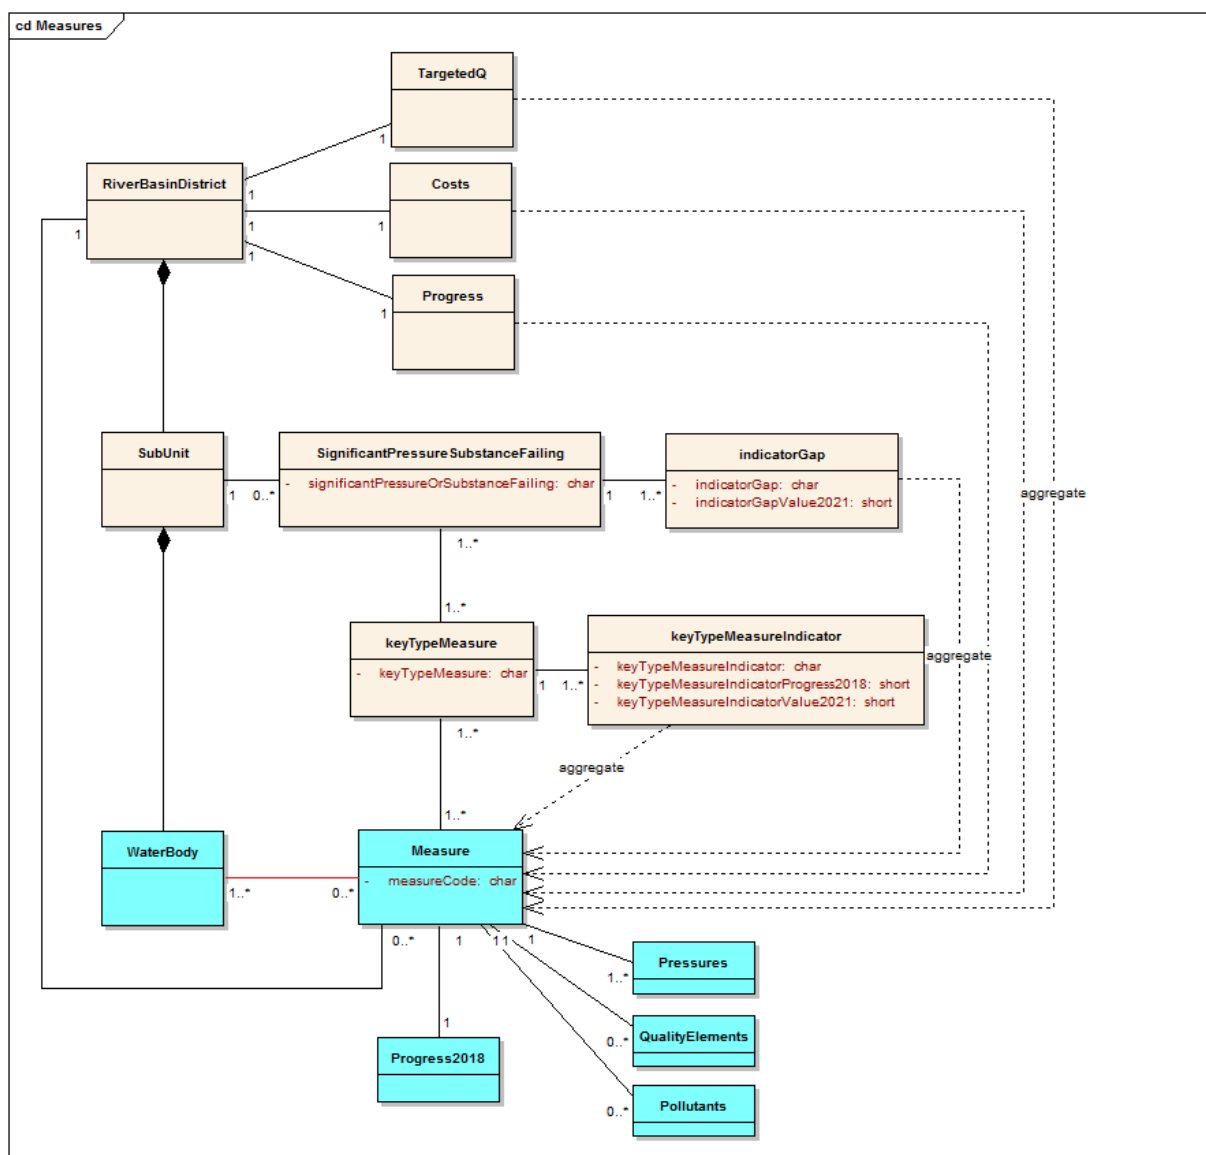 cd Measures
TargetedQ
1
RiverBasinDistrict
1
Costs
1
1
1
1
Progress
1
SubUnit
SignificantPressureSubstanceFailing
- significantPressureOrSubstanceFailing: char
1
0..*
1
1..*
indicatorGap
- indicatorGap: char
- indicatorGapValue2021: short
aggregate
1..*
1..*
keyTypeMeasure
- keyTypeMeasure: char
1
1..*
keyTypeMeasureIndicator
- keyTypeMeasureIndicator: char
- keyTypeMeasureIndicatorProgress2018: short
- keyTypeMeasureIndicatorValue2021: short
aggregate
1..*
aggregate
1..*
WaterBody
1..*
0..*
Measure
- measureCode: char
0..*
1
1
1
1
Pressures
1..*
QualityElements
0..*
Pollutants
0..*
1
Progress2018